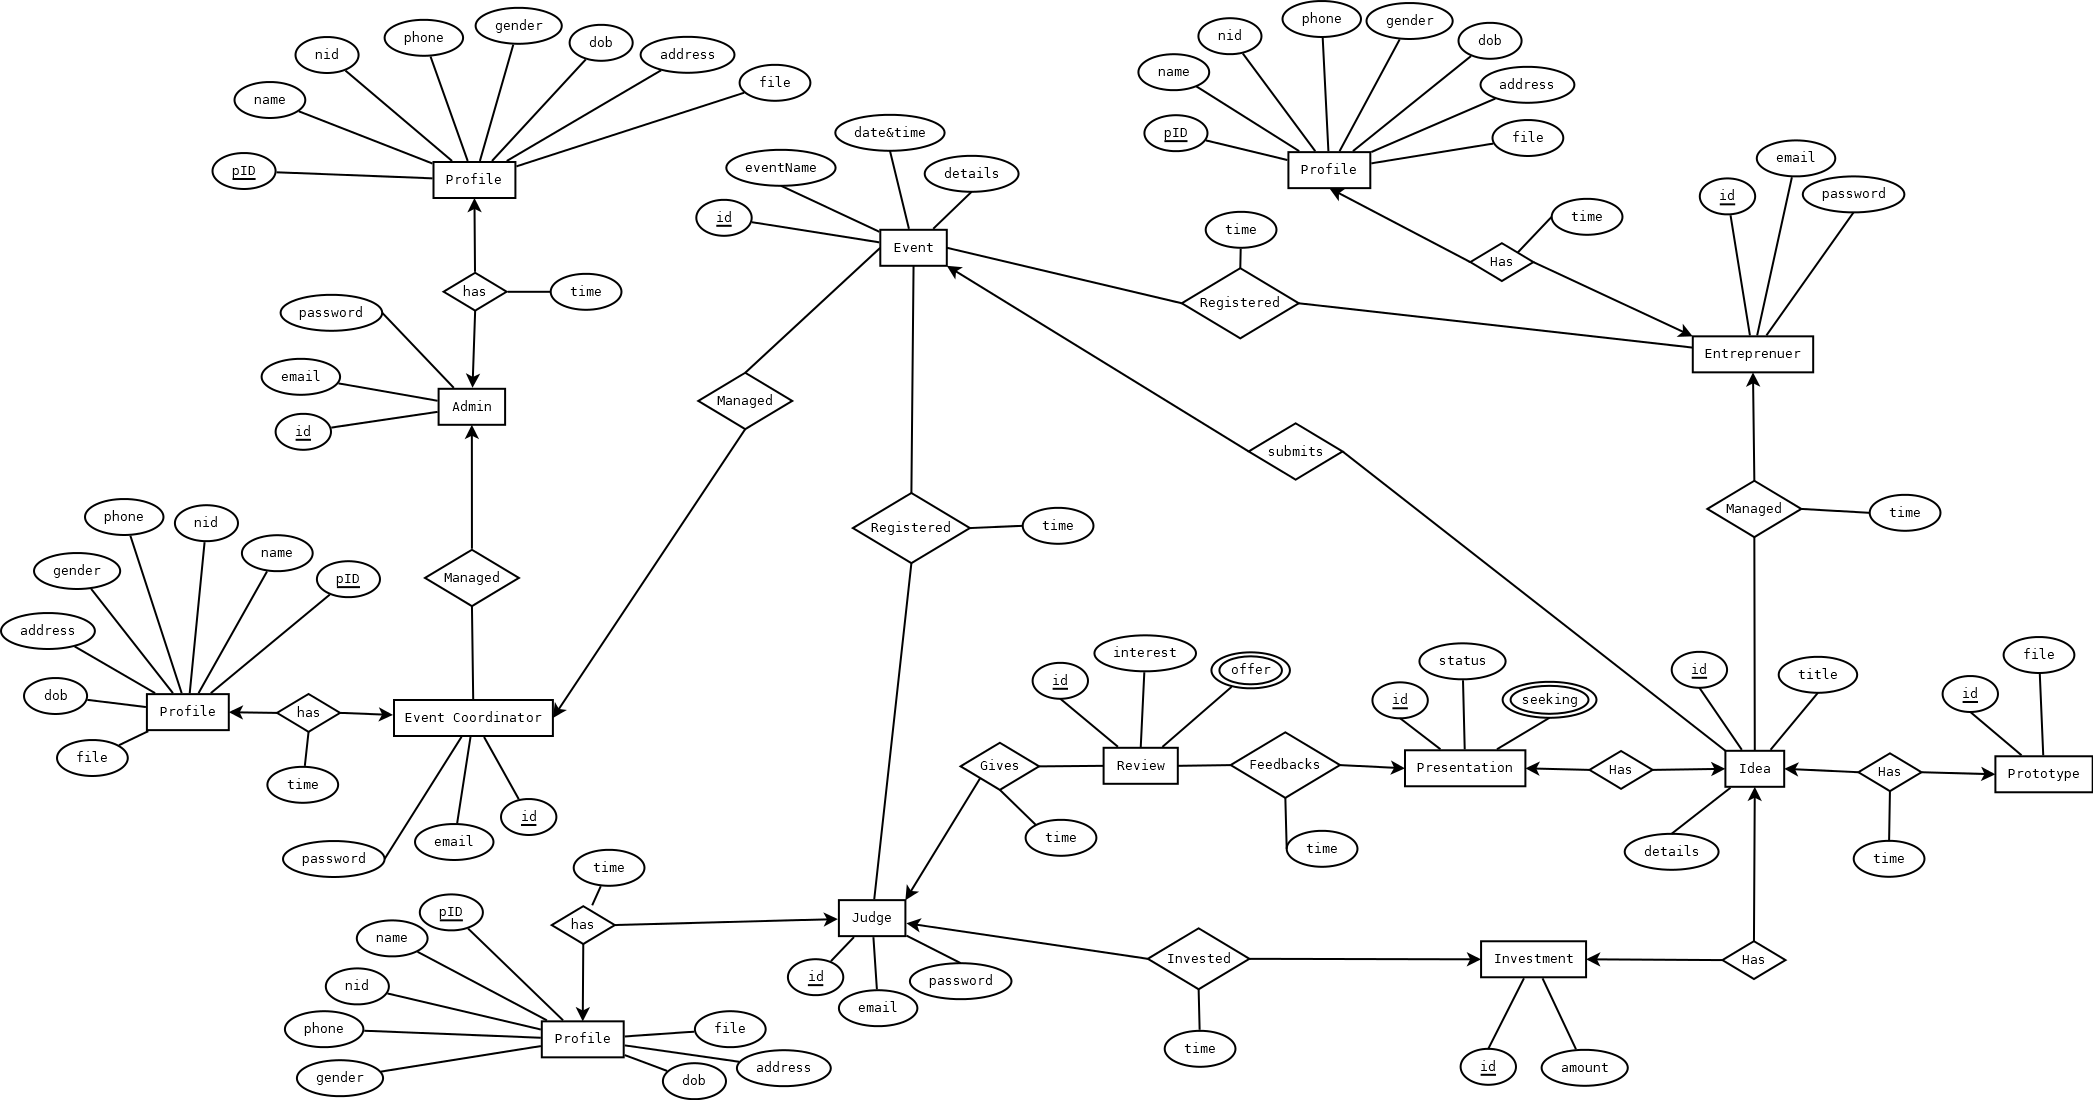 gender
phone
dob
nid
address
file
name
pID
Profile
has
time
password
email
Admin
id
Managed
phone
nid
gender
name
pID
address
dob
Profile
has
Event Coordinator
file
time
id
email
password
date&time
eventName
details
id
Event
Managed
Registered
time
phone
gender
nid
dob
name
address
pID
file
Profile
Has
time
email
id
password
Entreprenuer
time
Registered
submits
Managed
time
interest
offer
id
Gives
Review
Feedbacks
time
time
status
id
seeking
Presentation
Has
id
title
Idea
details
Has
time
file
id
Prototype
time
pID
name
has
Judge
nid
id
password
email
phone
Profile
file
gender
address
dob
Invested
time
Investment
Has
id
amount